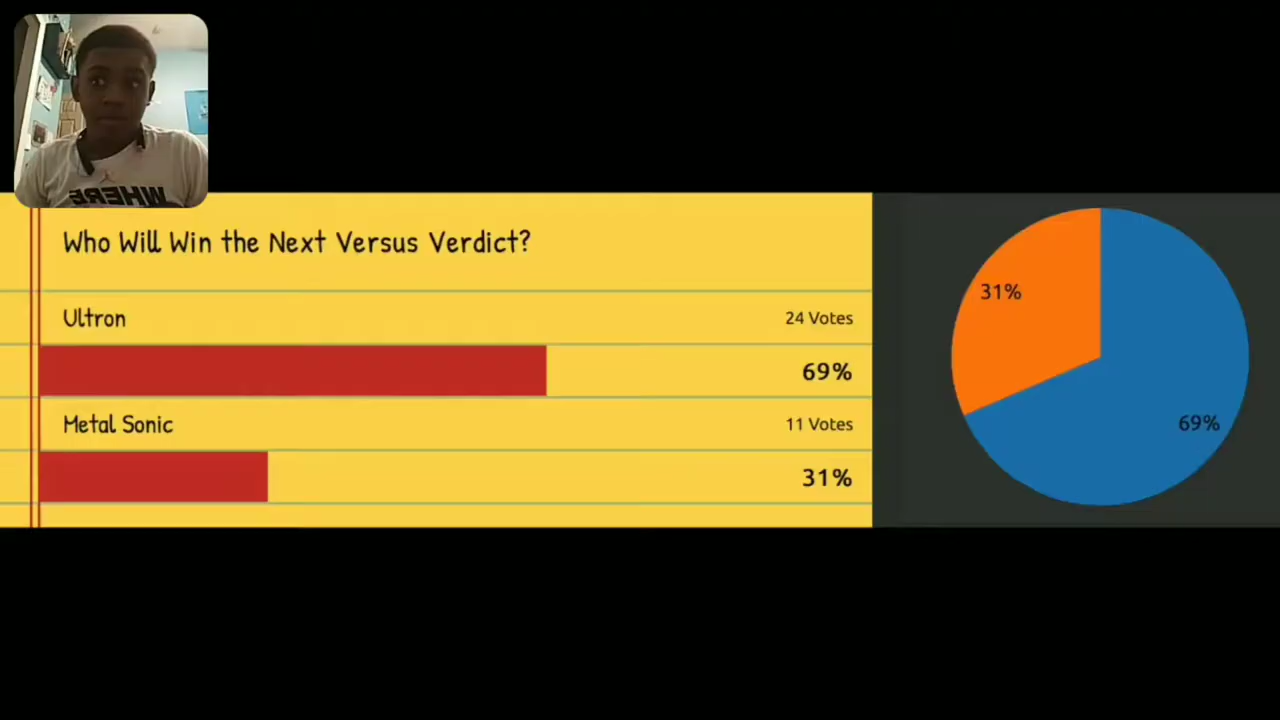 WHERE
Who Will Win the Next Versus Verdict?
Ultron
24 Votes
69%
Metal Sonic
11 Votes
31%
31%
69%